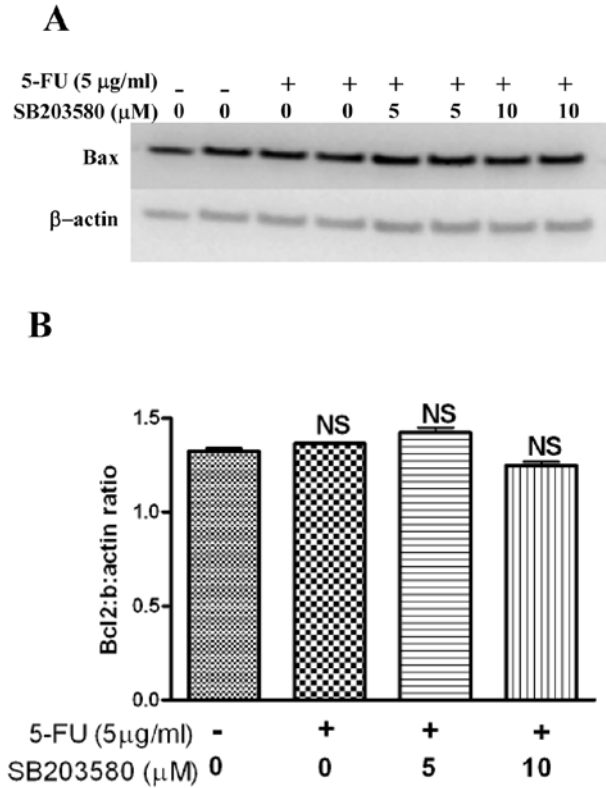 A
5-FU (5 μg/ml) - - + + + + + +
SB203580 (μM) 0 0 0 0 5 5 10 10
Bax
β-actin
B
NS NS NS
1.5
1.0
0.5
0.0
Bcl2:b:actin ratio
5-FU (5μg/ml) - + + +
SB203580 (μM) 0 0 5 10